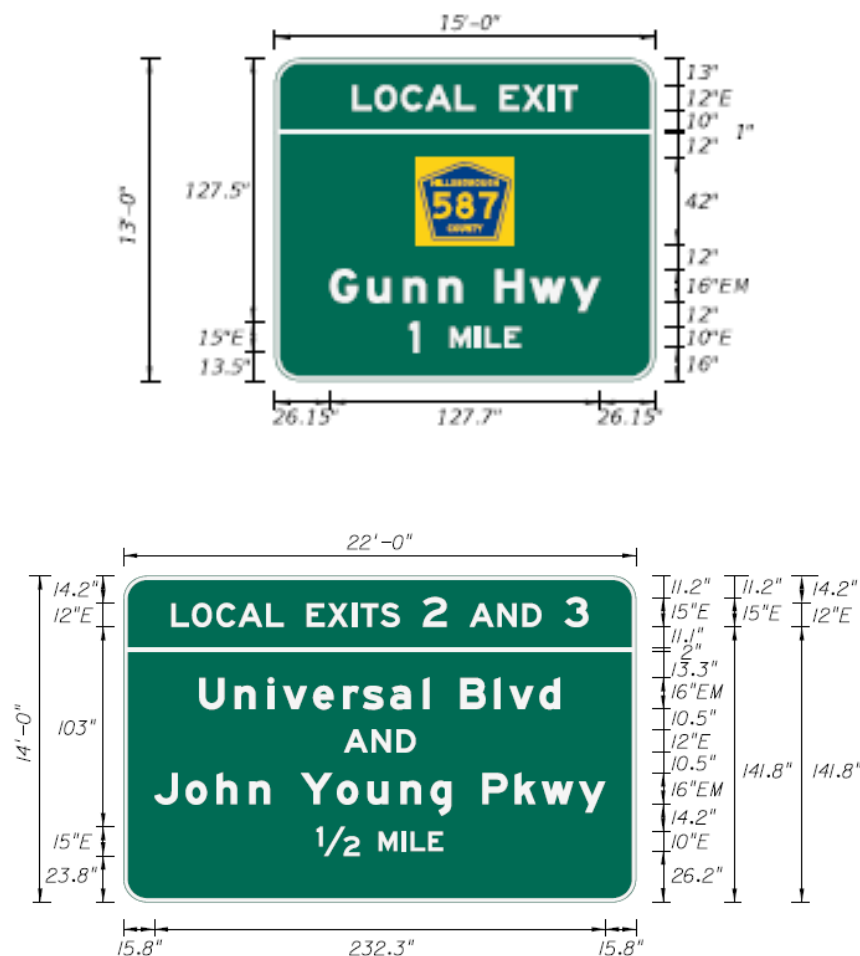 15'-0"
LOCAL EXIT
13"
12"E
10"
1"
12"
HILLSBOROUGH
587
COUNTY
42"
127.5"
13'-0"
12"
Gunn Hwy
16"EM
12"
1 MILE
15"E
10"E
13.5"
16"
26.15" 127.7" 26.15"
22'-0"
14.2" 11.2" 11.2" 14.2"
12"E LOCAL EXITS 2 AND 3 15"E 15"E 12"E
11.1"
2"
13.3"
Universal Blvd 16"EM
10.5"
14'-0" 103" AND 12"E
10.5" 141.8" 141.8"
John Young Pkwy 16"EM
14.2"
15"E 1/2 MILE 10"E
23.8" 26.2"
15.8" 232.3" 15.8"